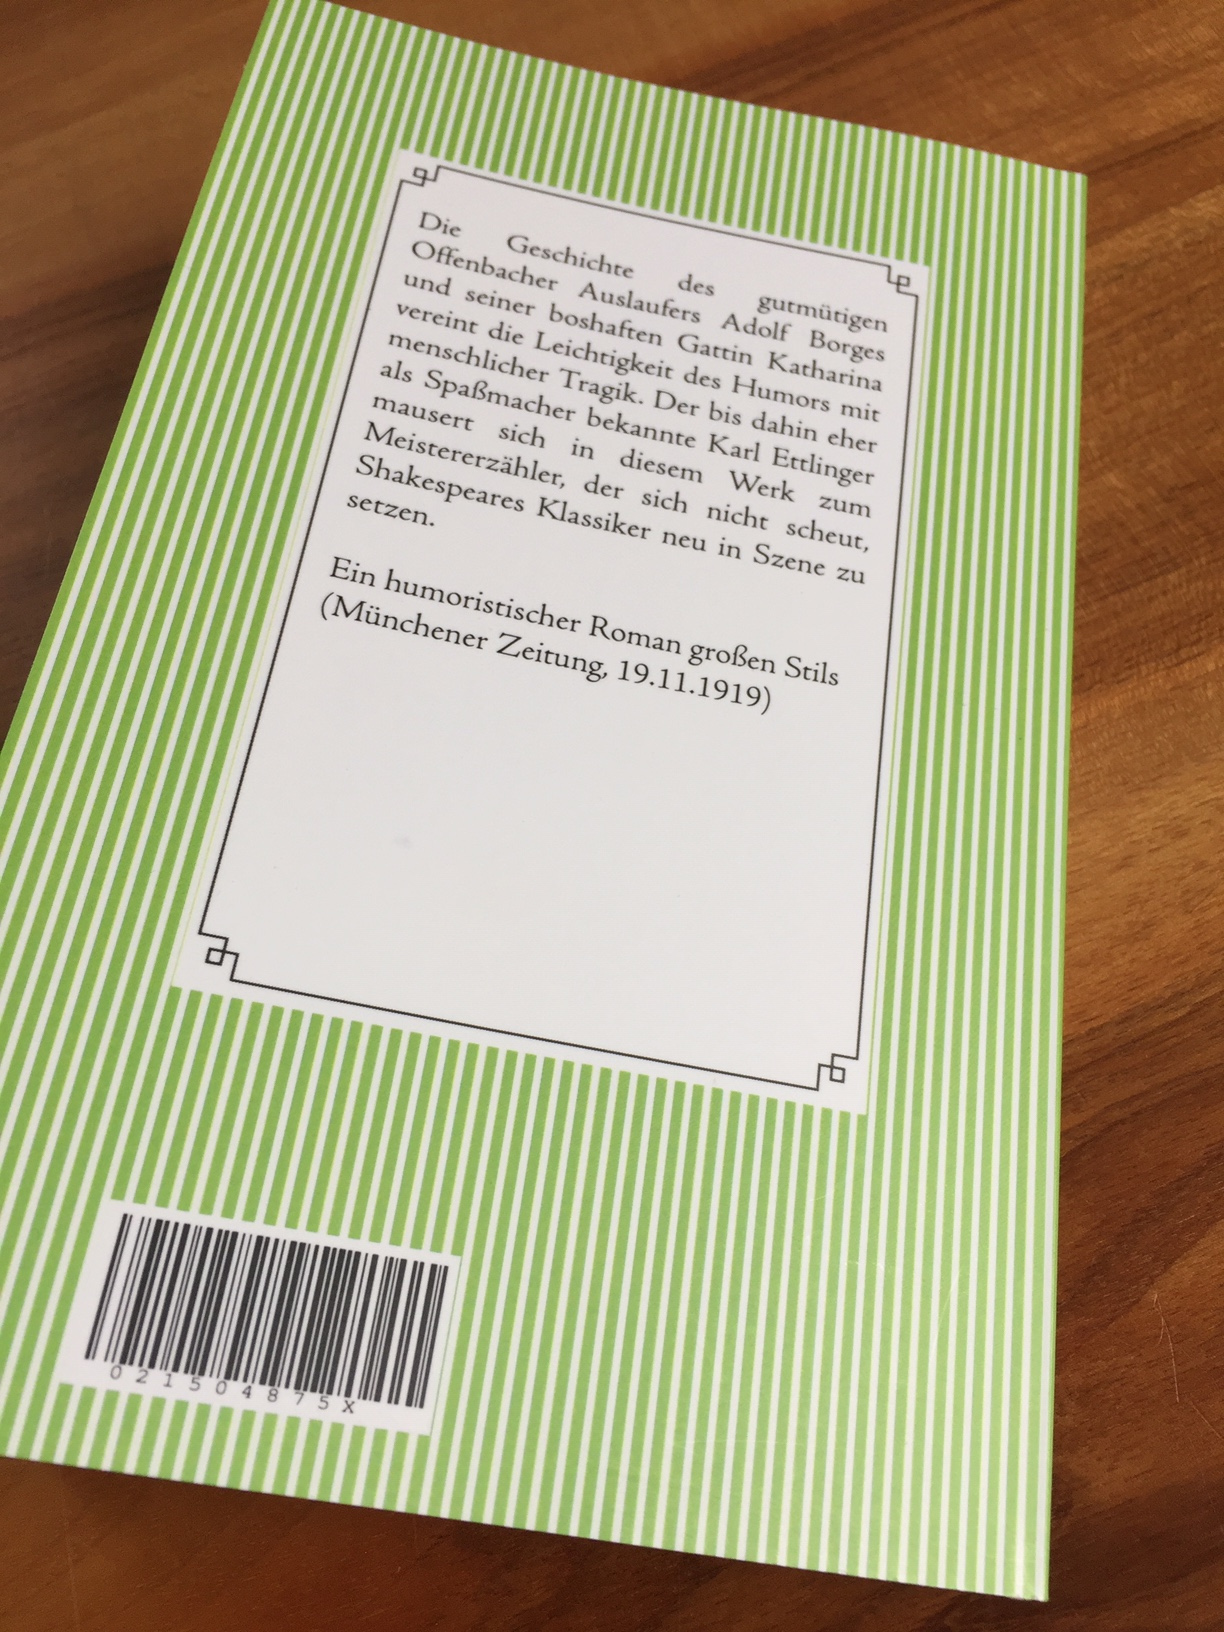 Die Geschichte des gutmütigen
Offenbacher Auslaufers Adolf Borges
und seiner boshaften Gattin Katharina
vereint die Leichtigkeit des Humors mit
menschlicher Tragik. Der bis dahin eher
als Spaßmacher bekannte Karl Ettlinger
mausert sich in diesem Werk zum
Meistererzähler, der sich nicht scheut,
Shakespeares Klassiker neu in Szene zu
setzen.
Ein humoristischer Roman großen Stils
(Münchener Zeitung, 19.11.1919)
021504875X